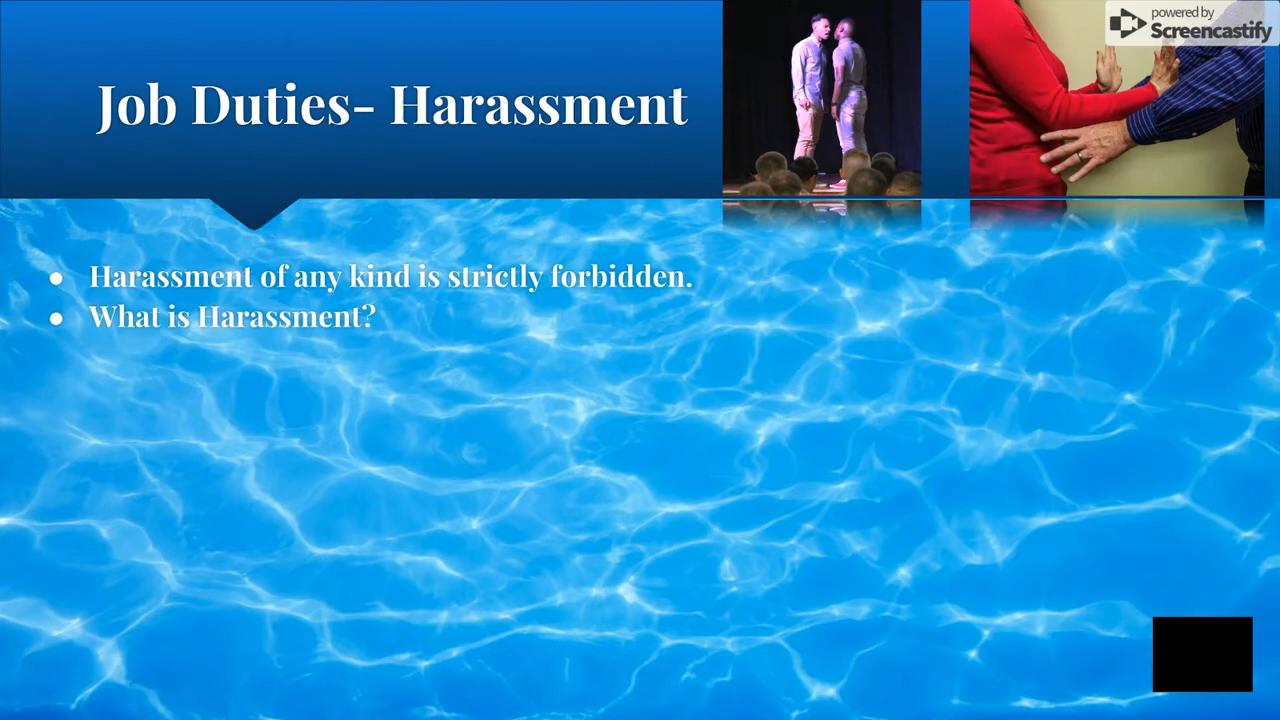 Job Duties- Harassment
powered by
Screencastify
● Harassment of any kind is strictly forbidden.
● What is Harassment?